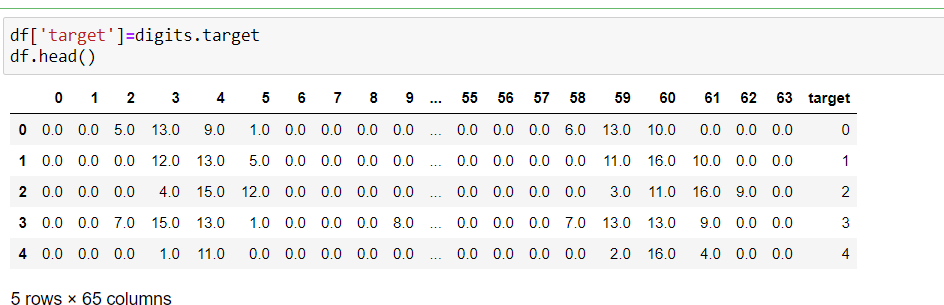 df['target']=digits.target
df.head()
0 1 2 3 4 5 6 7 8 9 ... 55 56 57 58 59 60 61 62 63 target
0 0.0 0.0 5.0 13.0 9.0 1.0 0.0 0.0 0.0 0.0 ... 0.0 0.0 0.0 6.0 13.0 10.0 0.0 0.0 0.0 0
1 0.0 0.0 0.0 12.0 13.0 5.0 0.0 0.0 0.0 0.0 ... 0.0 0.0 0.0 0.0 11.0 16.0 10.0 0.0 0.0 1
2 0.0 0.0 0.0 4.0 15.0 12.0 0.0 0.0 0.0 0.0 ... 0.0 0.0 0.0 0.0 3.0 11.0 16.0 9.0 0.0 2
3 0.0 0.0 7.0 15.0 13.0 1.0 0.0 0.0 0.0 8.0 ... 0.0 0.0 0.0 7.0 13.0 13.0 9.0 0.0 0.0 3
4 0.0 0.0 0.0 1.0 11.0 0.0 0.0 0.0 0.0 0.0 ... 0.0 0.0 0.0 0.0 2.0 16.0 4.0 0.0 0.0 4
5 rows × 65 columns